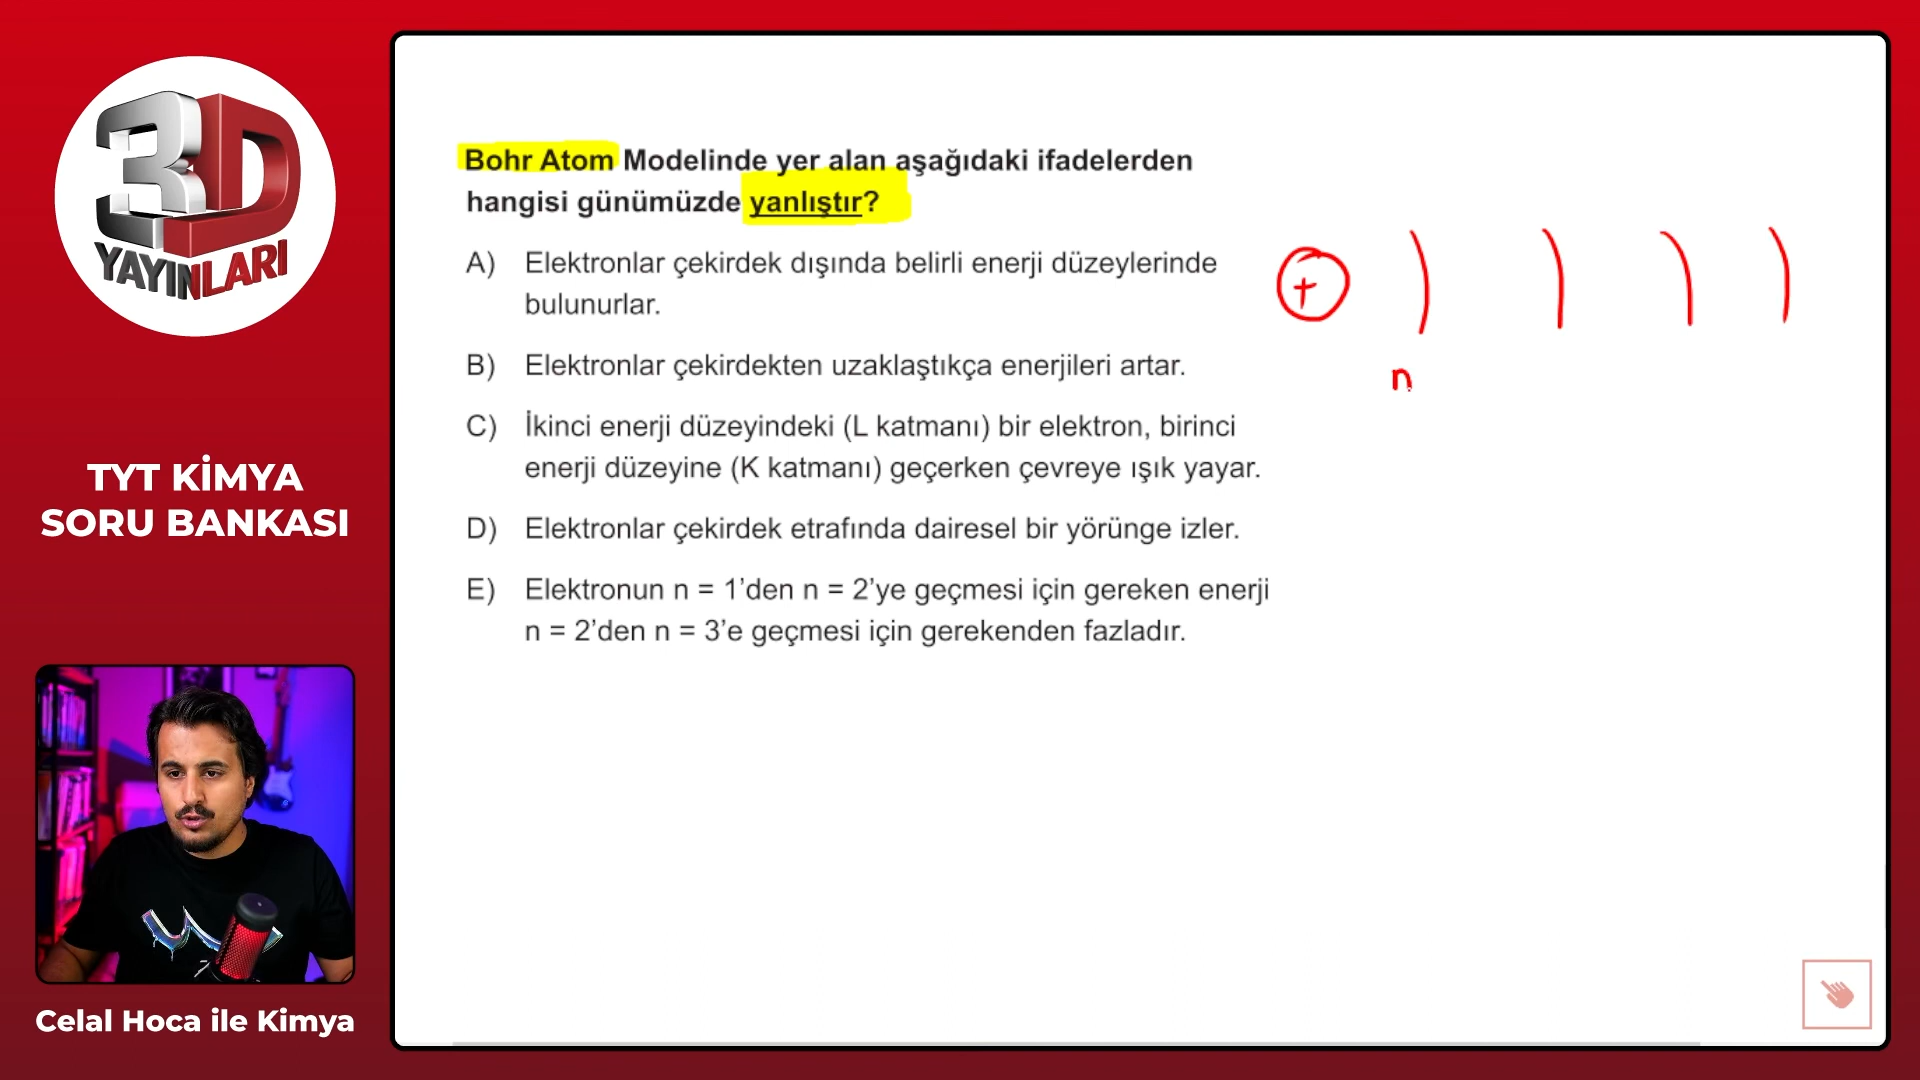 3D
YAYINLARI
TYT KİMYA
SORU BANKASI
Celal Hoca ile Kimya
Bohr Atom Modelinde yer alan aşağıdaki ifadelerden
hangisi günümüzde yanlıştır?
A) Elektronlar çekirdek dışında belirli enerji düzeylerinde
bulunurlar.
B) Elektronlar çekirdekten uzaklaştıkça enerjileri artar.
C) İkinci enerji düzeyindeki (L katmanı) bir elektron, birinci
enerji düzeyine (K katmanı) geçerken çevreye ışık yayar.
D) Elektronlar çekirdek etrafında dairesel bir yörünge izler.
E) Elektronun n = 1’den n = 2’ye geçmesi için gereken enerji
n = 2’den n = 3’e geçmesi için gerekenden fazladır.
+
n